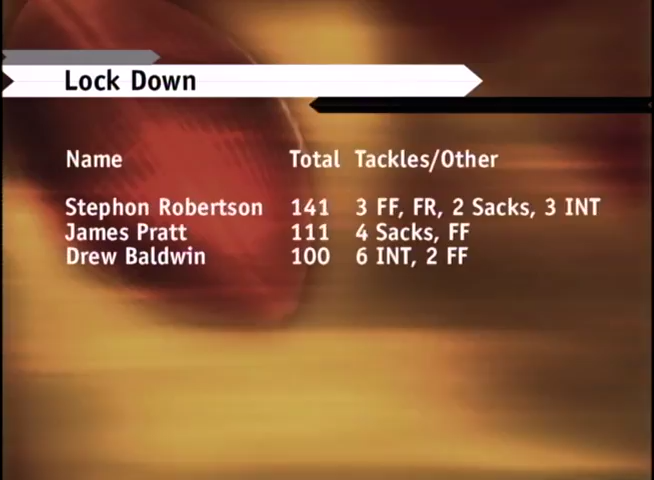 Lock Down
Name Total Tackles/Other
Stephon Robertson 141 3 FF, FR, 2 Sacks, 3 INT
James Pratt 111 4 Sacks, FF
Drew Baldwin 100 6 INT, 2 FF